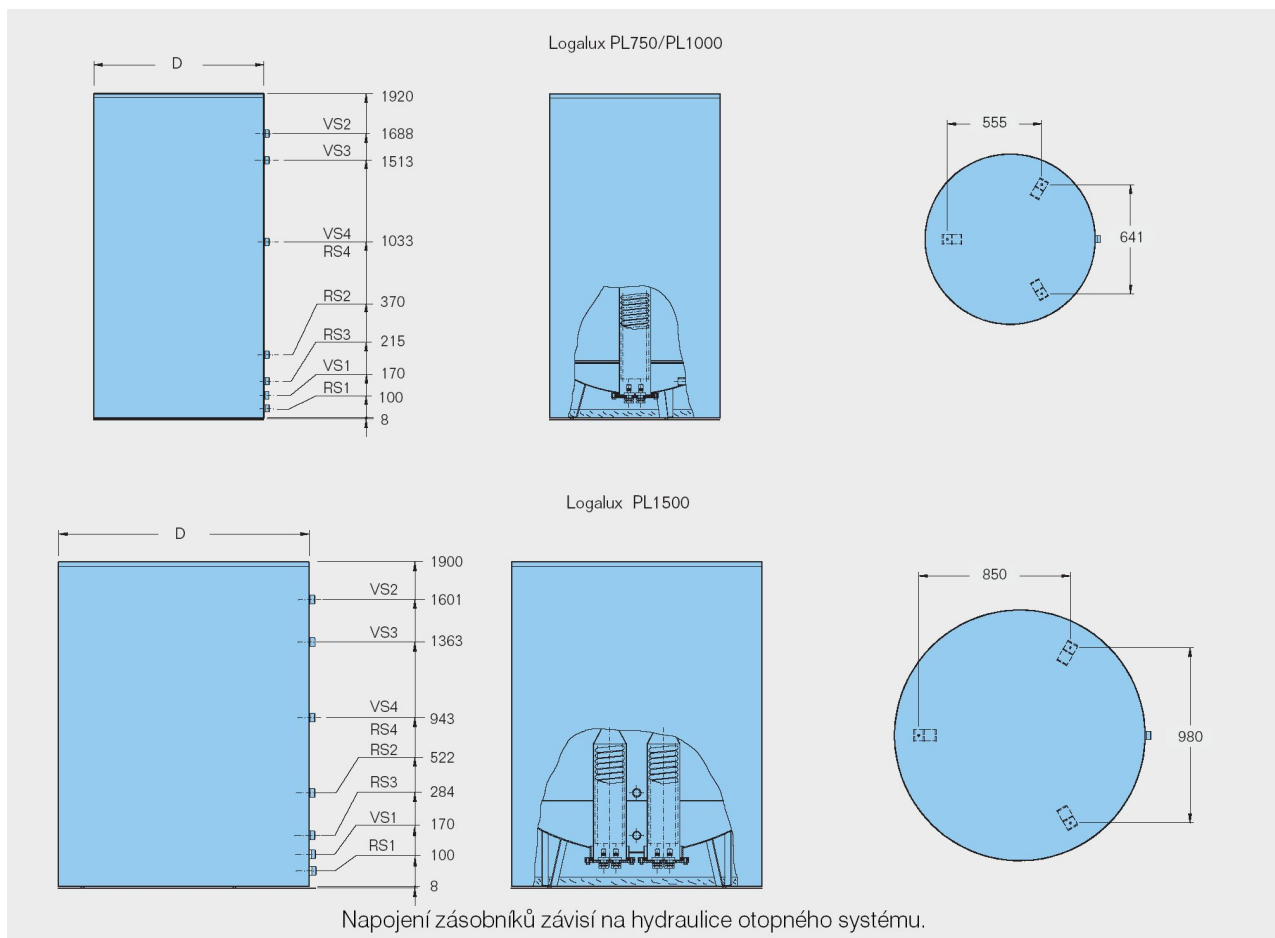 Logalux PL750/PL1000
D
1920
VS2
1688
VS3
1513
VS4
1033
RS4
RS2
370
RS3
215
VS1
170
RS1
100
8
555
641
Logalux PL1500
D
1900
VS2
1601
VS3
1363
VS4
943
RS4
RS2
522
RS3
284
VS1
170
RS1
100
8
850
980
Napojení zásobníků závisí na hydraulice otopného systému.